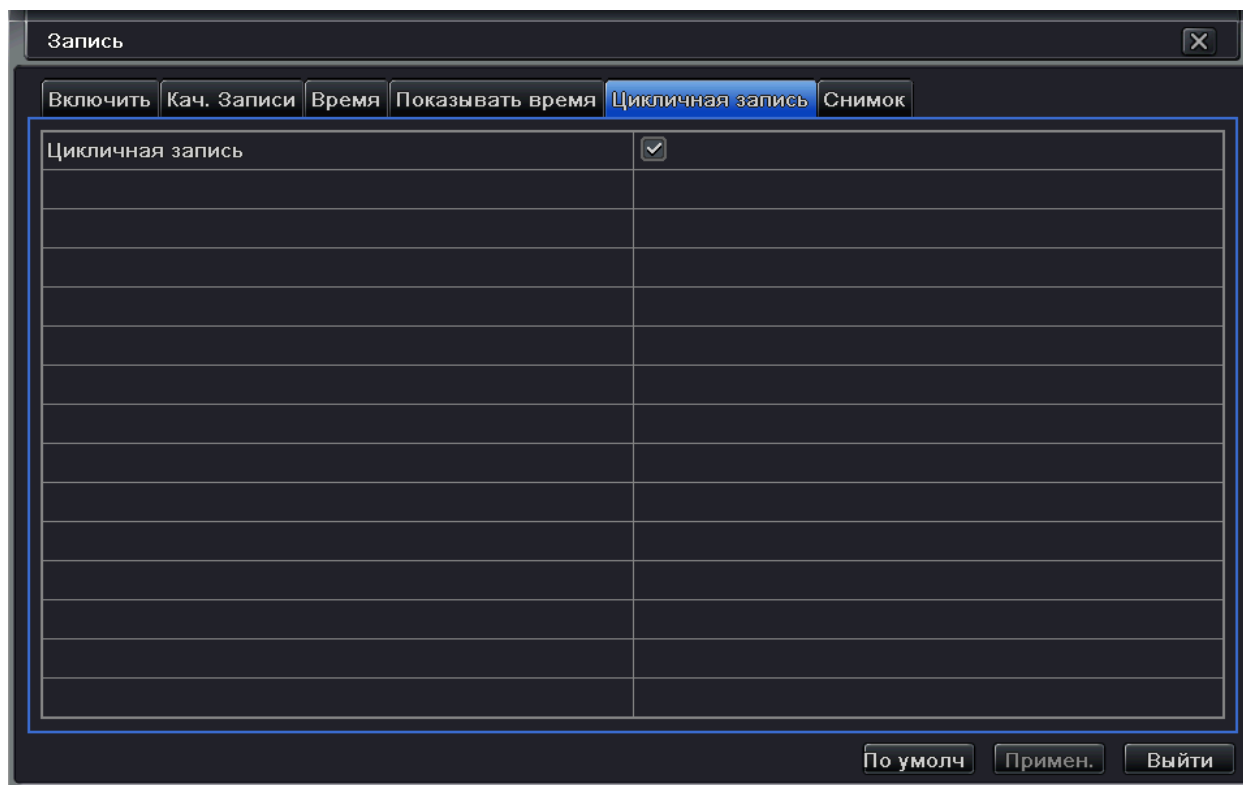 Запись
Включить Кач. Записи Время Показывать время Цикличная запись Снимок
Цикличная запись
По умолч Примен. Выйти